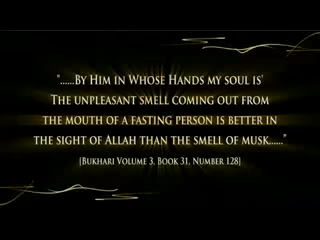 "......By Him in Whose Hands my soul is'
The unpleasant smell coming out from
the mouth of a fasting person is better in
the sight of Allah than the smell of musk......"
[Bukhari Volume 3, Book 31, Number 128]